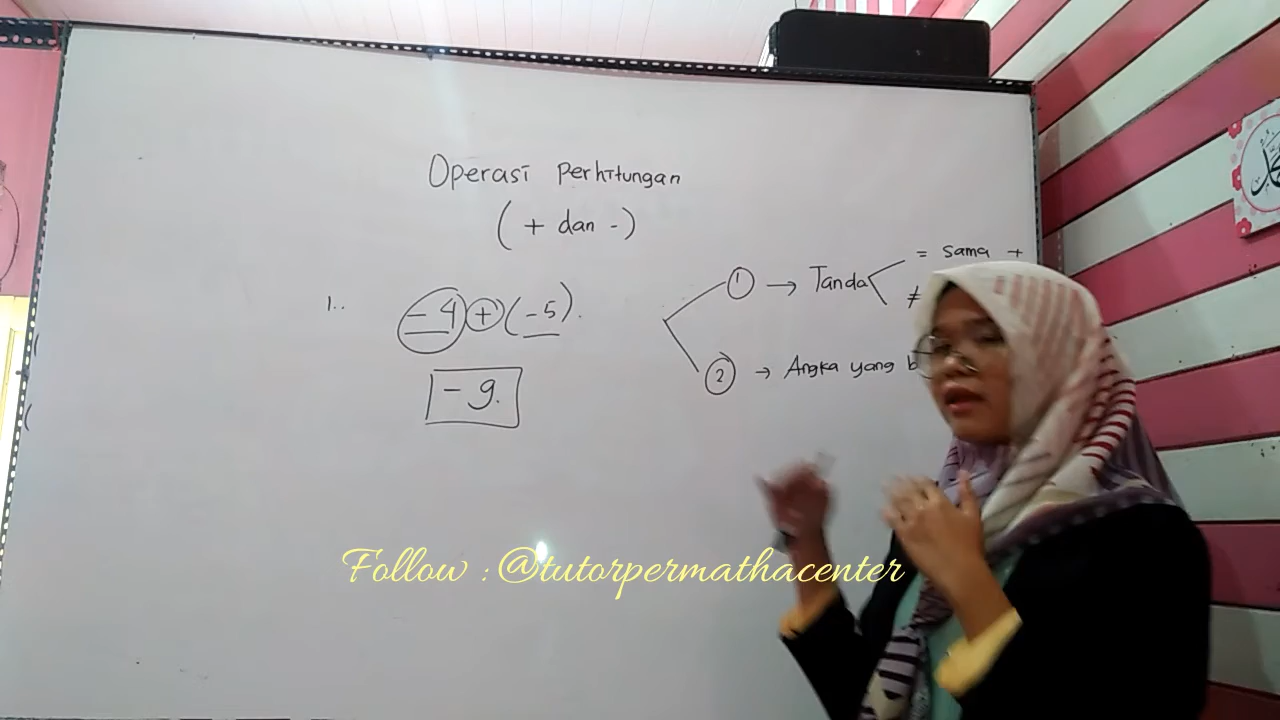 Operasi Perhitungan
( + dan - )
1.. -4 + (-5).
- 9.
① → Tanda
= sama +
≠
② → Angka yang
Follow : @tutorpermathacenter